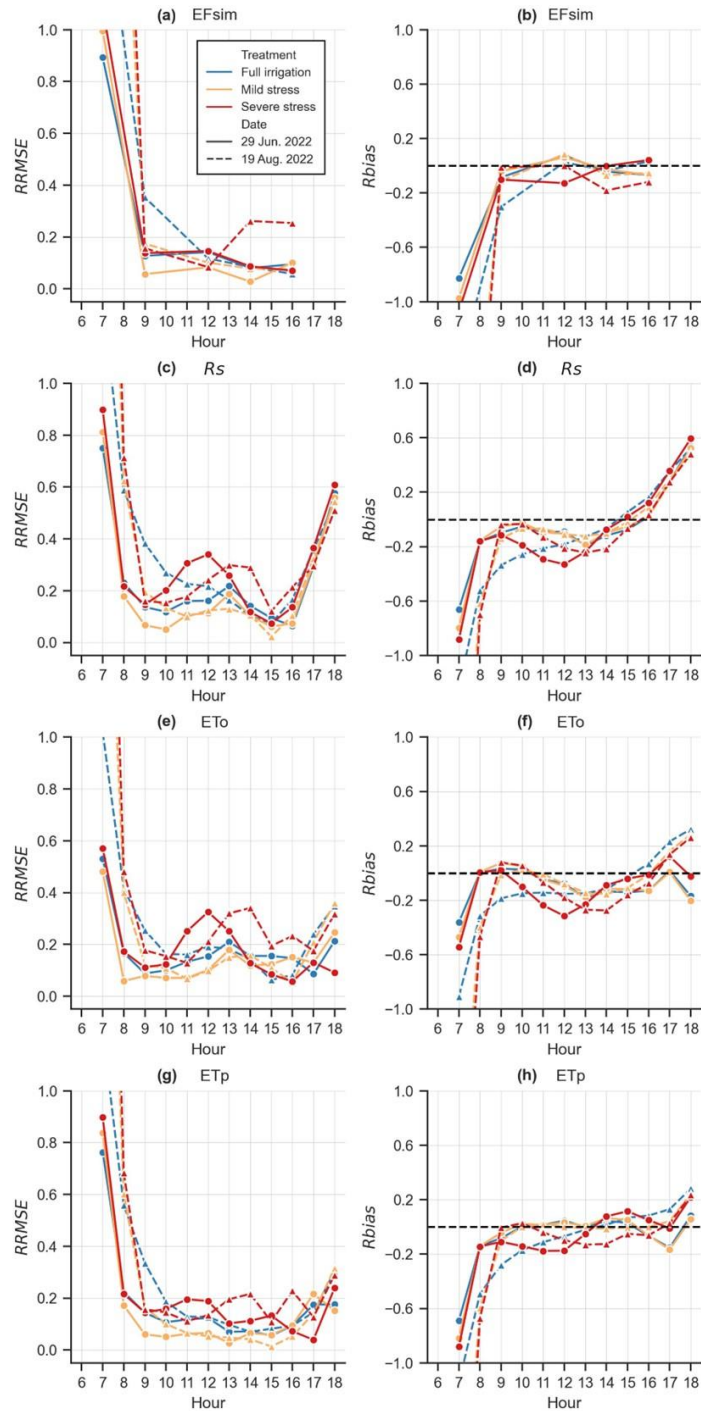 (a) EFsim
(b) EFsim
RRMSE
1.0
0.8
0.6
0.4
0.2
0.0
Treatment
Full irrigation
Mild stress
Severe stress
Date
29 Jun. 2022
19 Aug. 2022
6 7 8 9 10 11 12 13 14 15 16 17 18
Hour
Rbias
1.0
0.6
0.2
−0.2
−0.6
−1.0
6 7 8 9 10 11 12 13 14 15 16 17 18
Hour
(c) Rs
(d) Rs
RRMSE
1.0
0.8
0.6
0.4
0.2
0.0
6 7 8 9 10 11 12 13 14 15 16 17 18
Hour
Rbias
1.0
0.6
0.2
−0.2
−0.6
−1.0
6 7 8 9 10 11 12 13 14 15 16 17 18
Hour
(e) ETo
(f) ETo
RRMSE
1.0
0.8
0.6
0.4
0.2
0.0
6 7 8 9 10 11 12 13 14 15 16 17 18
Hour
Rbias
1.0
0.6
0.2
−0.2
−0.6
−1.0
6 7 8 9 10 11 12 13 14 15 16 17 18
Hour
(g) ETp
(h) ETp
RRMSE
1.0
0.8
0.6
0.4
0.2
0.0
6 7 8 9 10 11 12 13 14 15 16 17 18
Hour
Rbias
1.0
0.6
0.2
−0.2
−0.6
−1.0
6 7 8 9 10 11 12 13 14 15 16 17 18
Hour